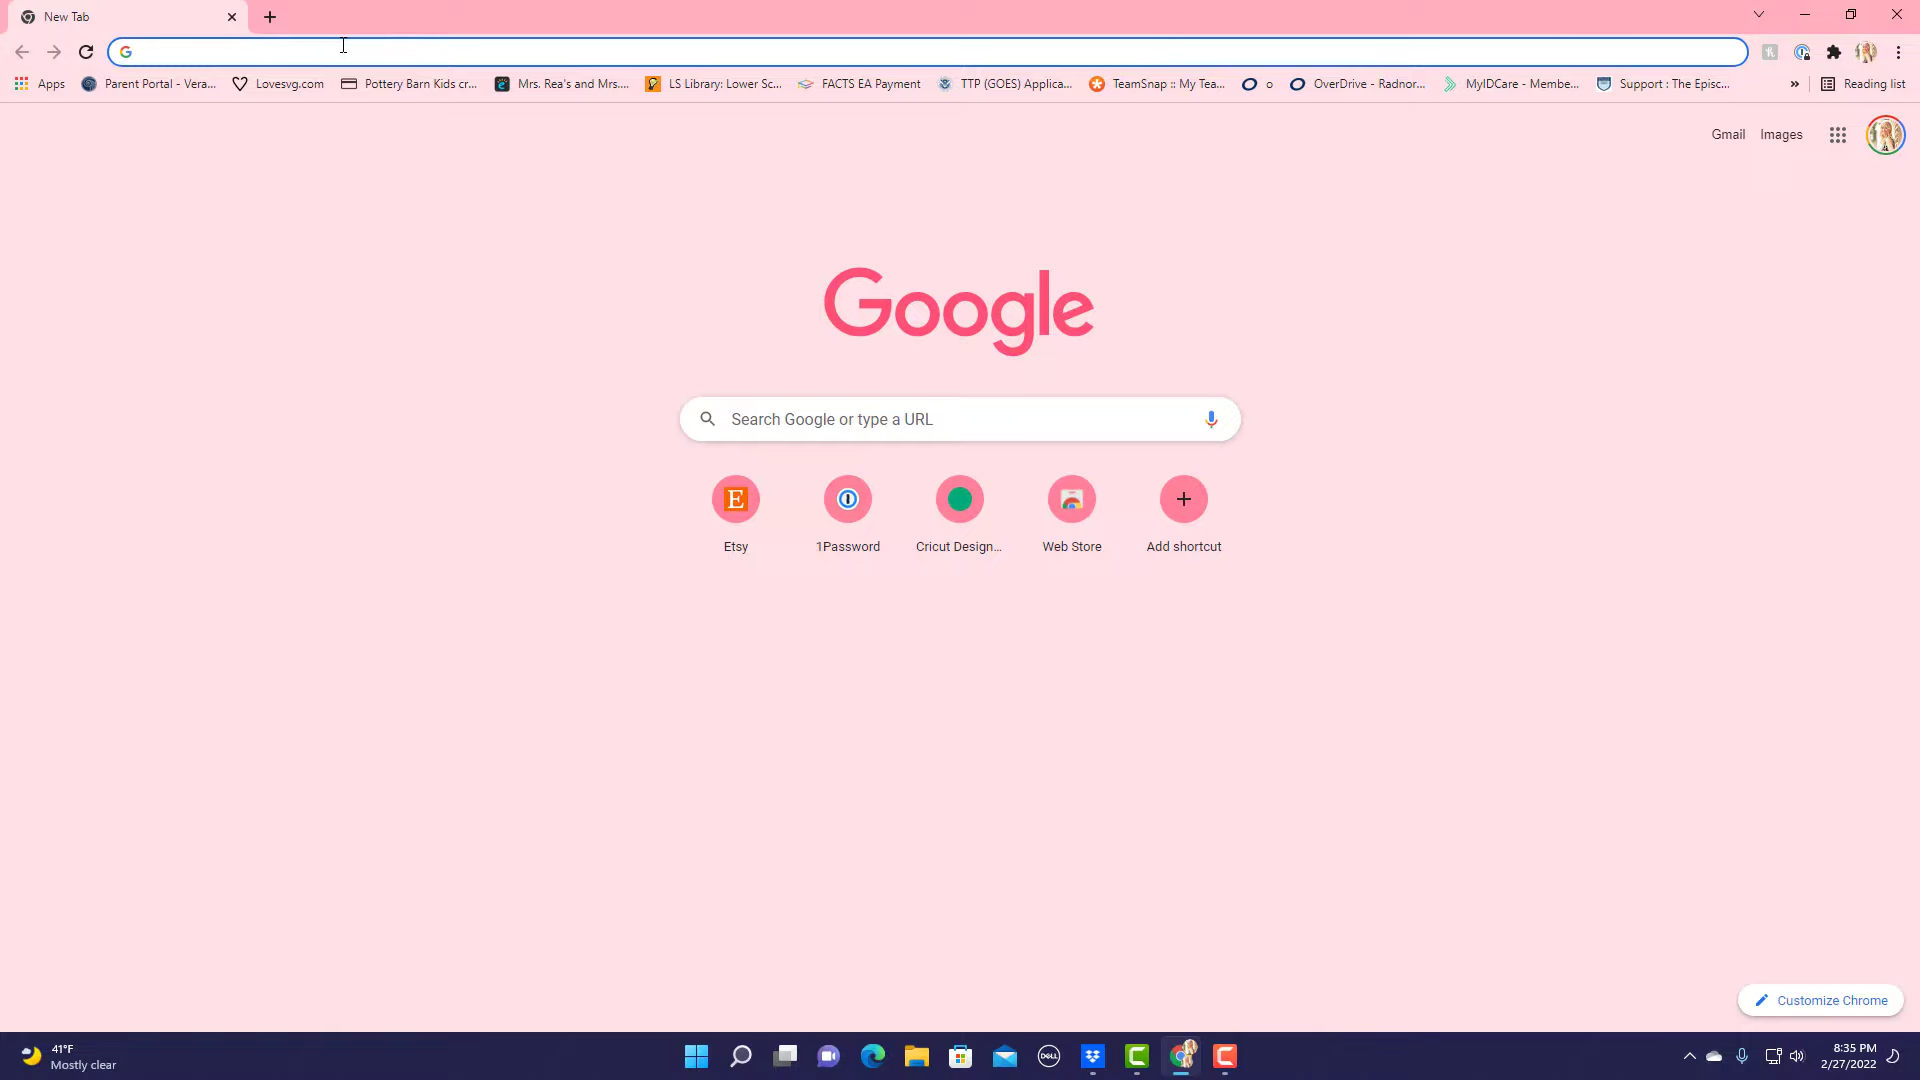 New Tab
Apps Parent Portal - Vera... Lovesvg.com Pottery Barn Kids cr... Mrs. Rea's and Mrs.... LS Library: Lower Sc... FACTS EA Payment TTP (GOES) Applica... TeamSnap :: My Tea... o OverDrive - Radnor... MyIDCare - Membe... Support : The Episc... » Reading list
Gmail Images
Google
Search Google or type a URL
Etsy 1Password Cricut Design... Web Store Add shortcut
Customize Chrome
41°F
Mostly clear
DELL
8:35 PM
2/27/2022